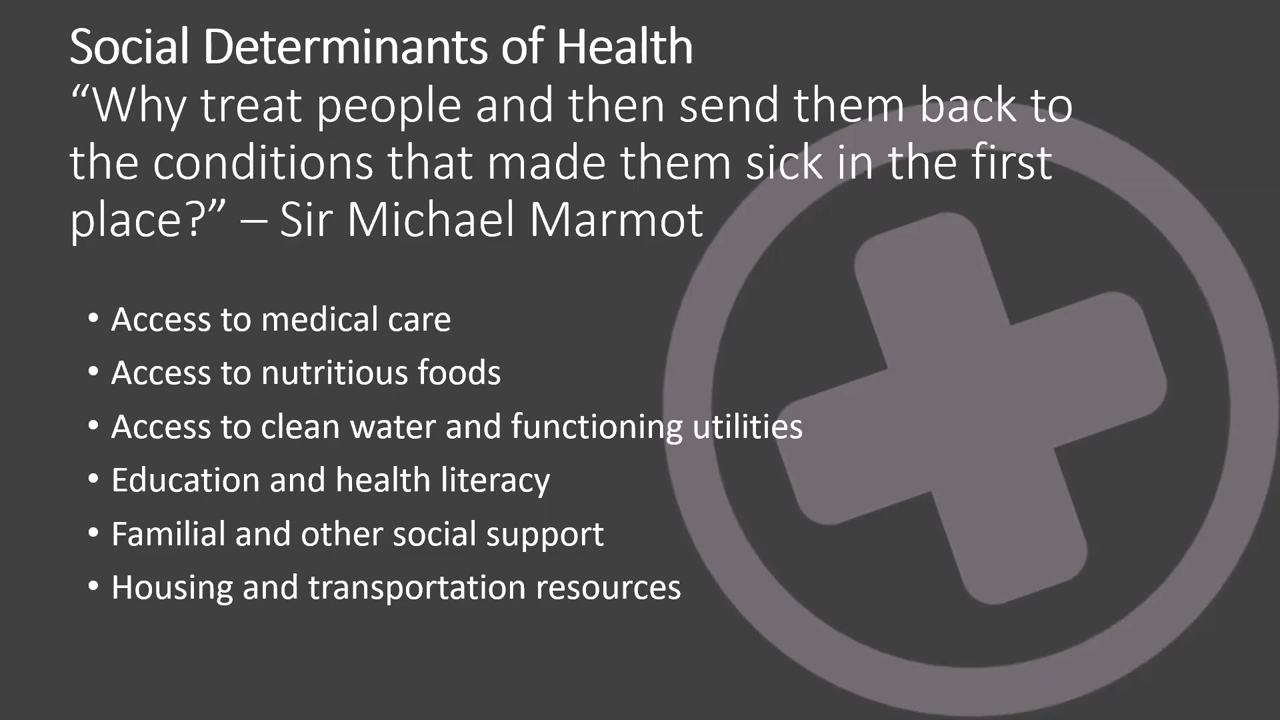 Social Determinants of Health
“Why treat people and then send them back to
the conditions that made them sick in the first
place?” – Sir Michael Marmot
• Access to medical care
• Access to nutritious foods
• Access to clean water and functioning utilities
• Education and health literacy
• Familial and other social support
• Housing and transportation resources